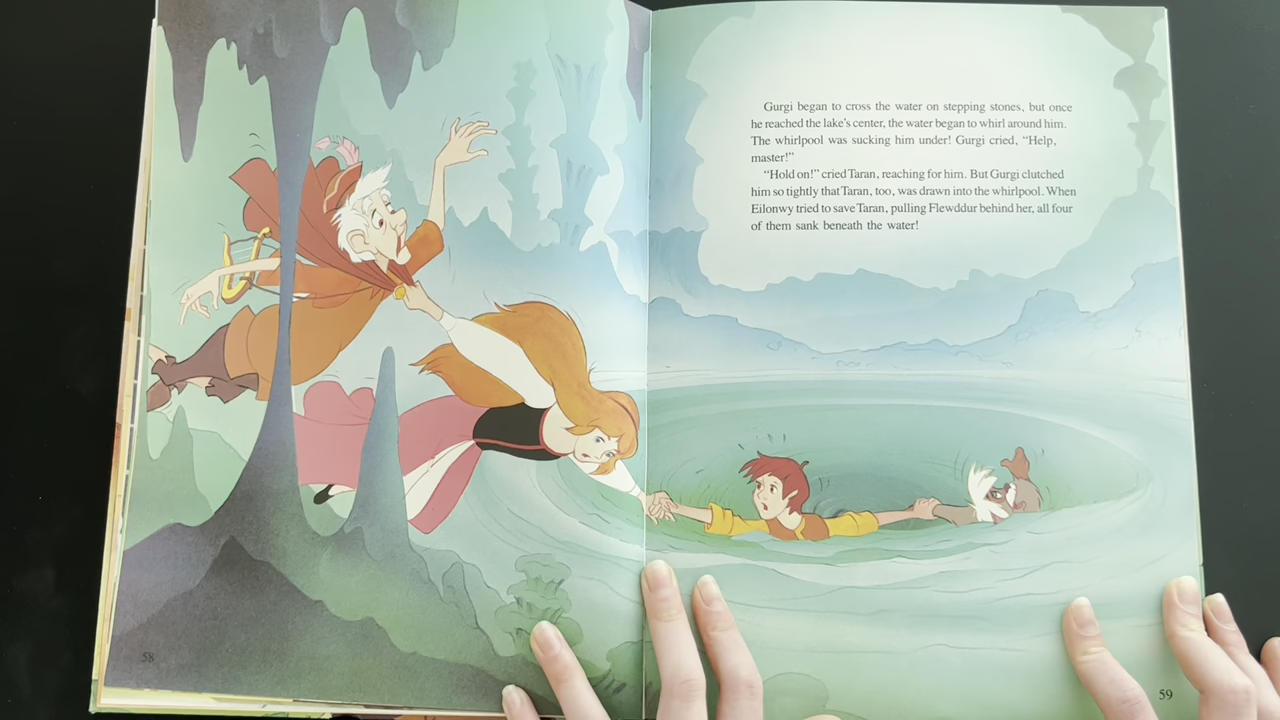 Gurgi began to cross the water on stepping stones, but once
he reached the lake's center, the water began to whirl around him.
The whirlpool was sucking him under! Gurgi cried, “Help,
master!”
“Hold on!” cried Taran, reaching for him. But Gurgi clutched
him so tightly that Taran, too, was drawn into the whirlpool. When
Eilonwy tried to save Taran, pulling Flewddur behind her, all four
of them sank beneath the water!
58
59